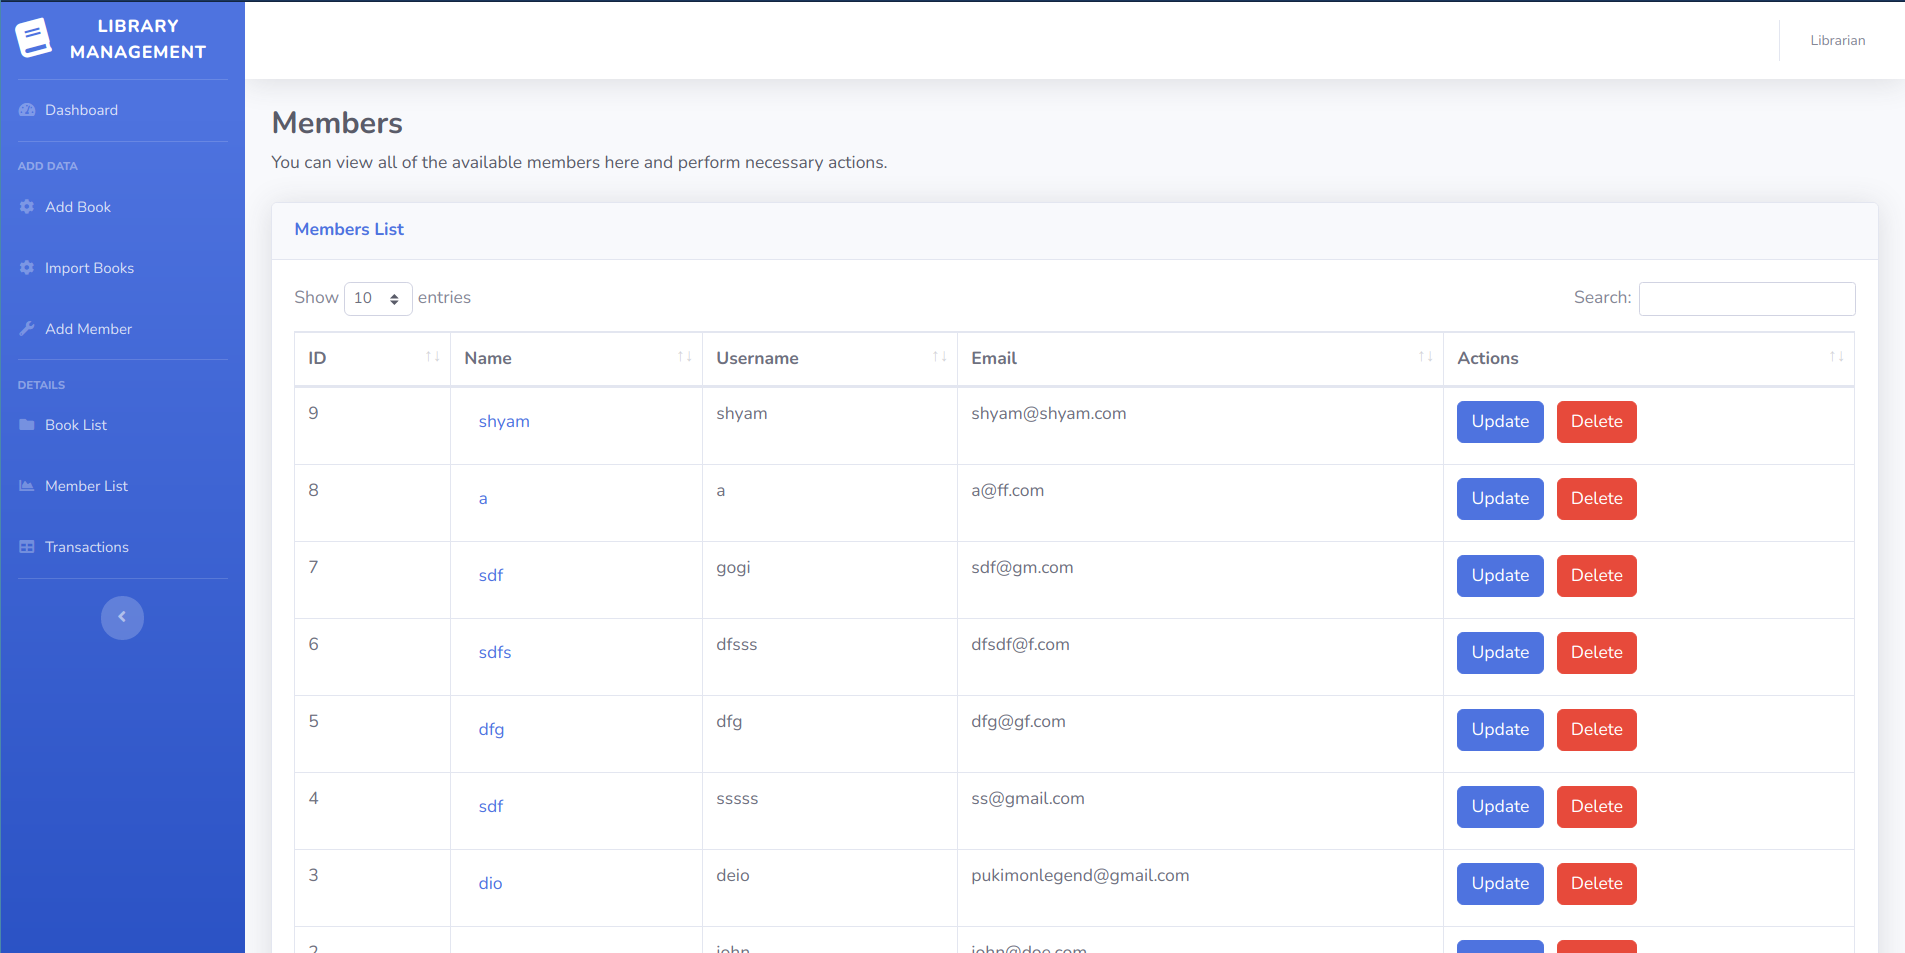 LIBRARY
MANAGEMENT
Librarian
Dashboard
ADD DATA
Add Book
Import Books
Add Member
DETAILS
Book List
Member List
Transactions
Members
You can view all of the available members here and perform necessary actions.
Members List
Show 10 entries Search:
ID Name Username Email Actions
9 shyam shyam shyam@shyam.com Update Delete
8 a a a@ff.com Update Delete
7 sdf gogi sdf@gm.com Update Delete
6 sdfs dfsss dfsdf@f.com Update Delete
5 dfg dfg dfg@gf.com Update Delete
4 sdf sssss ss@gmail.com Update Delete
3 dio deio pukimonlegend@gmail.com Update Delete
2 john john@doe.com